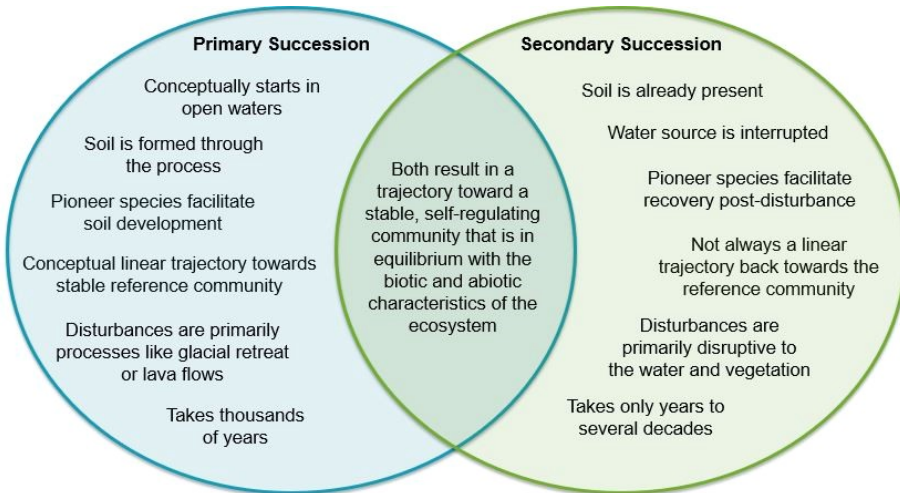 Primary Succession
Conceptually starts in
open waters
Soil is formed through
the process
Pioneer species facilitate
soil development
Conceptual linear trajectory towards
stable reference community
Disturbances are primarily
processes like glacial retreat
or lava flows
Takes thousands
of years
Both result in a
trajectory toward a
stable, self-regulating
community that is in
equilibrium with the
biotic and abiotic
characteristics of the
ecosystem
Secondary Succession
Soil is already present
Water source is interrupted
Pioneer species facilitate
recovery post-disturbance
Not always a linear
trajectory back towards the
reference community
Disturbances are
primarily disruptive to
the water and vegetation
Takes only years to
several decades